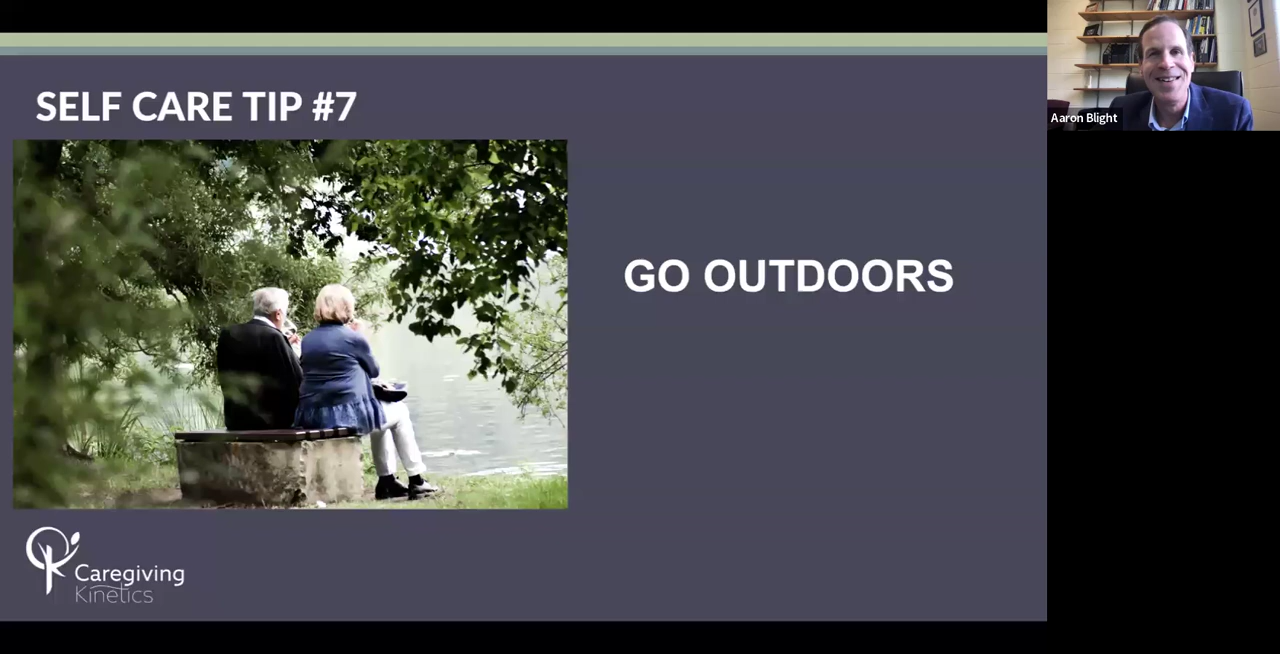 SELF CARE TIP #7
GO OUTDOORS
Caregiving
Kinetics
Aaron Blight